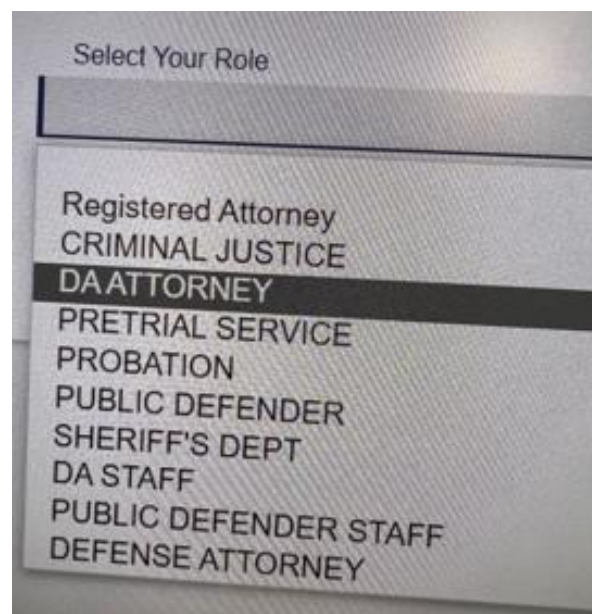 Select Your Role
Registered Attorney
CRIMINAL JUSTICE
DA ATTORNEY
PRETRIAL SERVICE
PROBATION
PUBLIC DEFENDER
SHERIFF'S DEPT
DA STAFF
PUBLIC DEFENDER STAFF
DEFENSE ATTORNEY